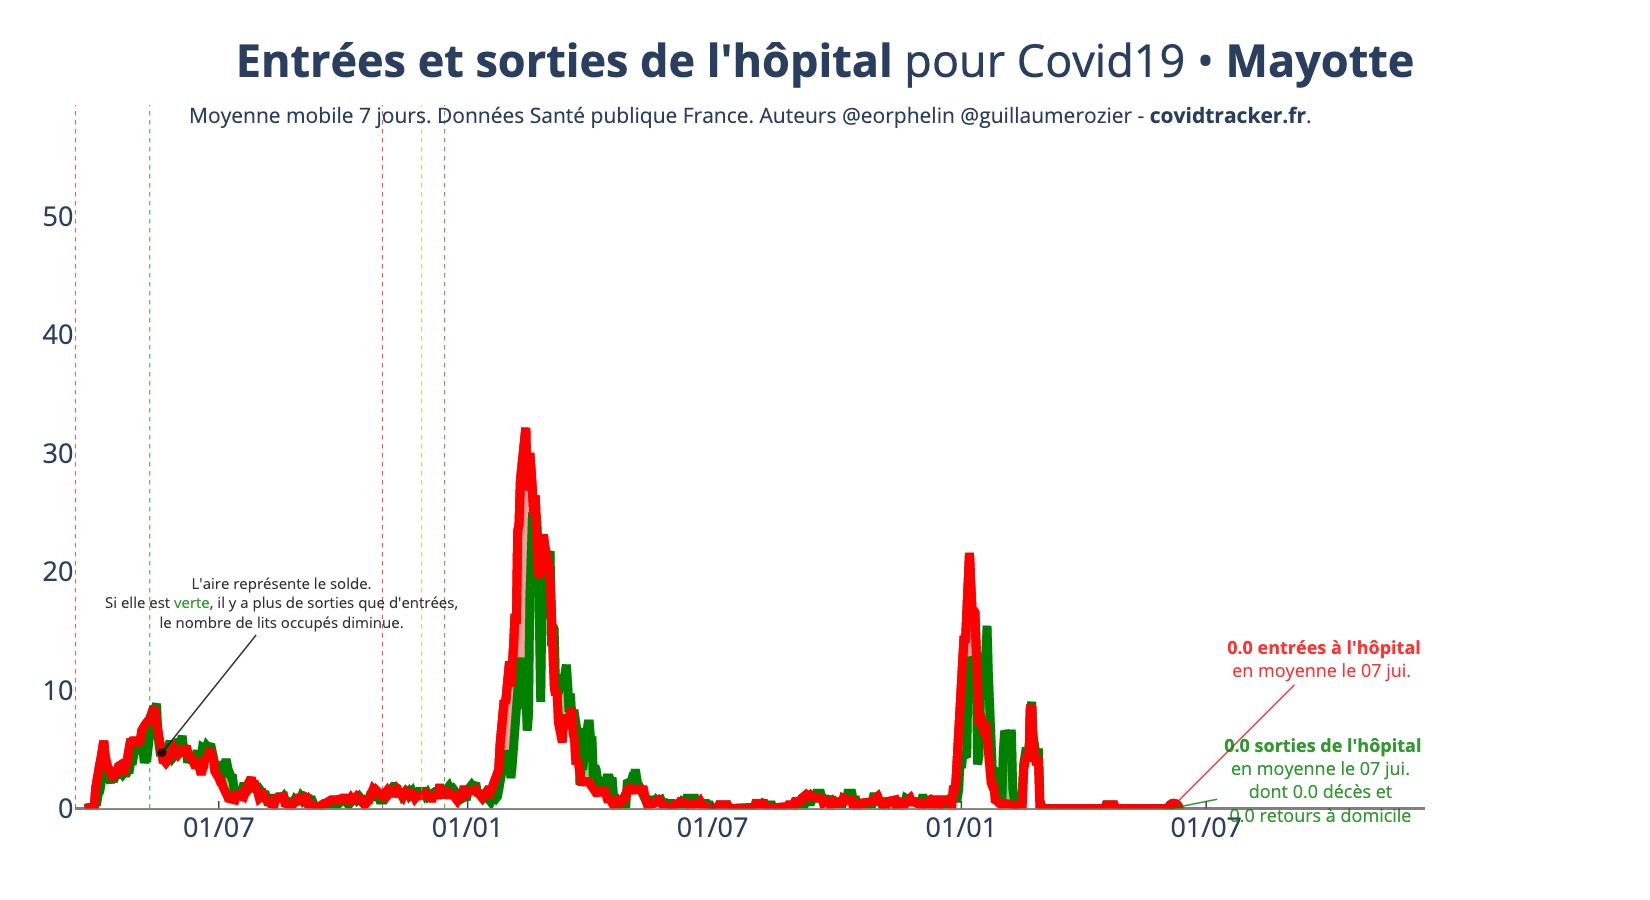 Entrées et sorties de l'hôpital pour Covid19 • Mayotte
Moyenne mobile 7 jours. Données Santé publique France. Auteurs @eorphelin @guillaumerozier - covidtracker.fr.
50
40
30
20
10
0
L'aire représente le solde.
Si elle est verte, il y a plus de sorties que d'entrées,
le nombre de lits occupés diminue.
0.0 entrées à l'hôpital
en moyenne le 07 jui.
0.0 sorties de l'hôpital
en moyenne le 07 jui.
dont 0.0 décès et
0.0 retours à domicile
01/07
01/01
01/07
01/01
01/07